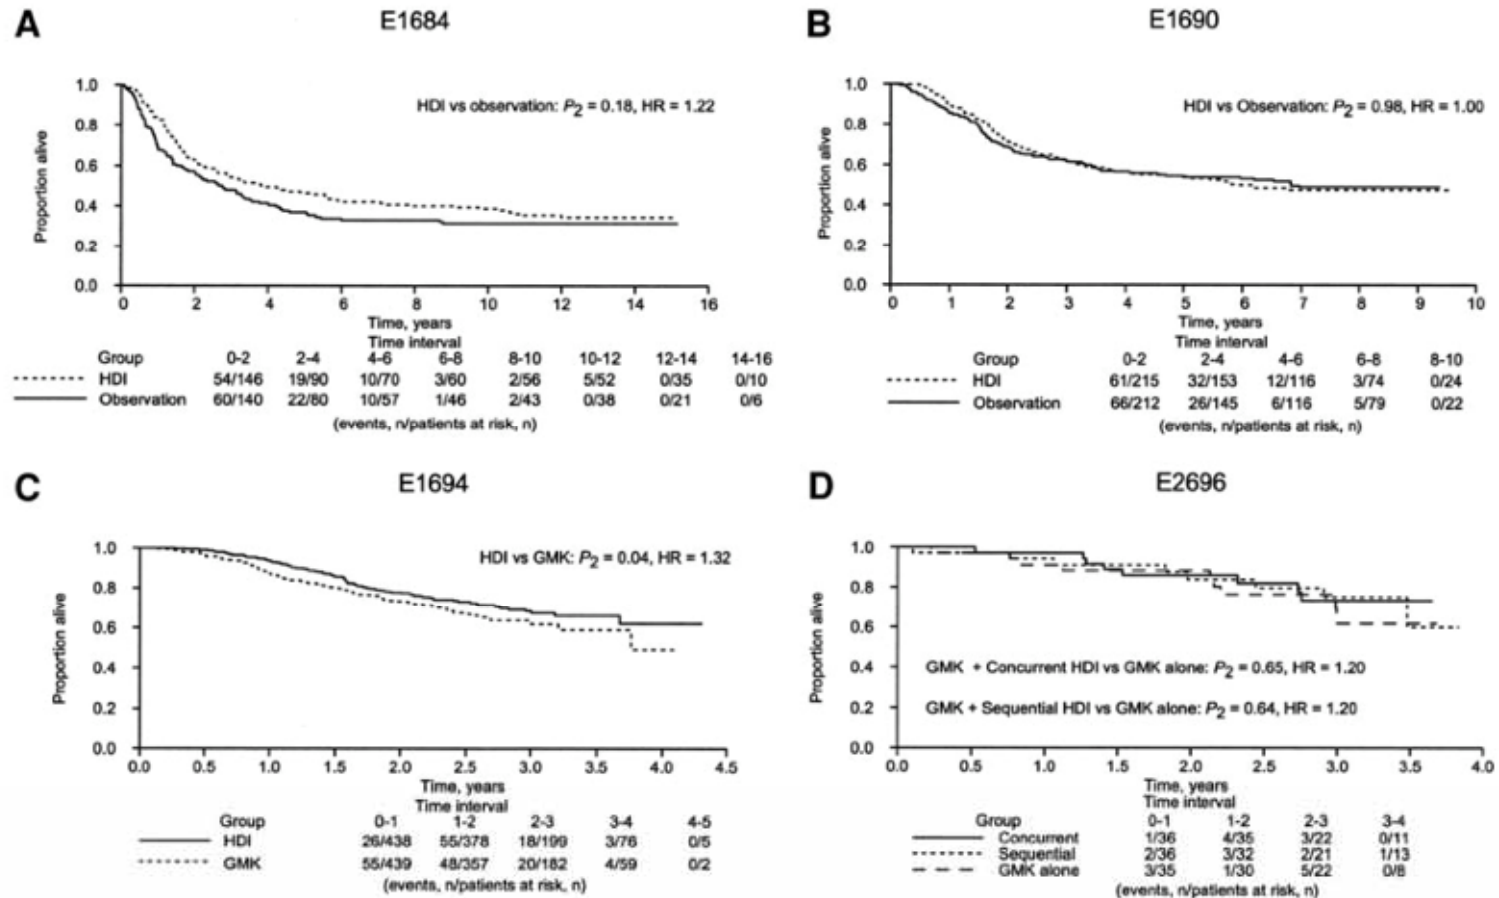 A
E1684
1.0
0.8
0.6
0.4
0.2
0.0
Proportion alive
HDI vs observation: P2 = 0.18, HR = 1.22
0 2 4 6 8 10 12 14 16
Time, years
Time interval
Group 0-2 2-4 4-6 6-8 8-10 10-12 12-14 14-16
HDI 54/146 19/90 10/70 3/60 2/56 5/52 0/35 0/10
Observation 60/140 22/80 10/57 1/46 2/43 0/38 0/21 0/6
(events, n/patients at risk, n)
B
E1690
1.0
0.8
0.6
0.4
0.2
0.0
Proportion alive
HDI vs Observation: P2 = 0.98, HR = 1.00
0 1 2 3 4 5 6 7 8 9 10
Time, years
Time interval
Group 0-2 2-4 4-6 6-8 8-10
HDI 61/215 32/153 12/116 3/74 0/24
Observation 66/212 26/145 6/116 5/79 0/22
(events, n/patients at risk, n)
C
E1694
1.0
0.8
0.6
0.4
0.2
0.0
Proportion alive
HDI vs GMK: P2 = 0.04, HR = 1.32
0.0 0.5 1.0 1.5 2.0 2.5 3.0 3.5 4.0 4.5
Time, years
Time interval
Group 0-1 1-2 2-3 3-4 4-5
HDI 26/438 55/378 18/199 3/76 0/5
GMK 55/439 48/357 20/182 4/59 0/2
(events, n/patients at risk, n)
D
E2696
1.0
0.8
0.6
0.4
0.2
0.0
Proportion alive
GMK + Concurrent HDI vs GMK alone: P2 = 0.65, HR = 1.20
GMK + Sequential HDI vs GMK alone: P2 = 0.64, HR = 1.20
0.0 0.5 1.0 1.5 2.0 2.5 3.0 3.5 4.0
Time, years
Time interval
Group 0-1 1-2 2-3 3-4
Concurrent 1/36 4/35 3/22 0/11
Sequential 2/36 3/32 2/21 1/13
GMK alone 3/35 1/30 5/22 0/8
(events, n/patients at risk, n)